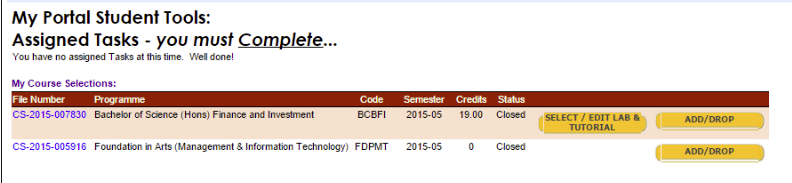 My Portal Student Tools:
Assigned Tasks - you must Complete...
You have no assigned Tasks at this time. Well done!
My Course Selections:
File Number Programme Code Semester Credits Status
CS-2015-007830 Bachelor of Science (Hons) Finance and Investment BCBFI 2015-05 19.00 Closed SELECT / EDIT LAB & TUTORIAL ADD/DROP
CS-2015-005916 Foundation in Arts (Management & Information Technology) FDPMT 2015-05 0 Closed ADD/DROP